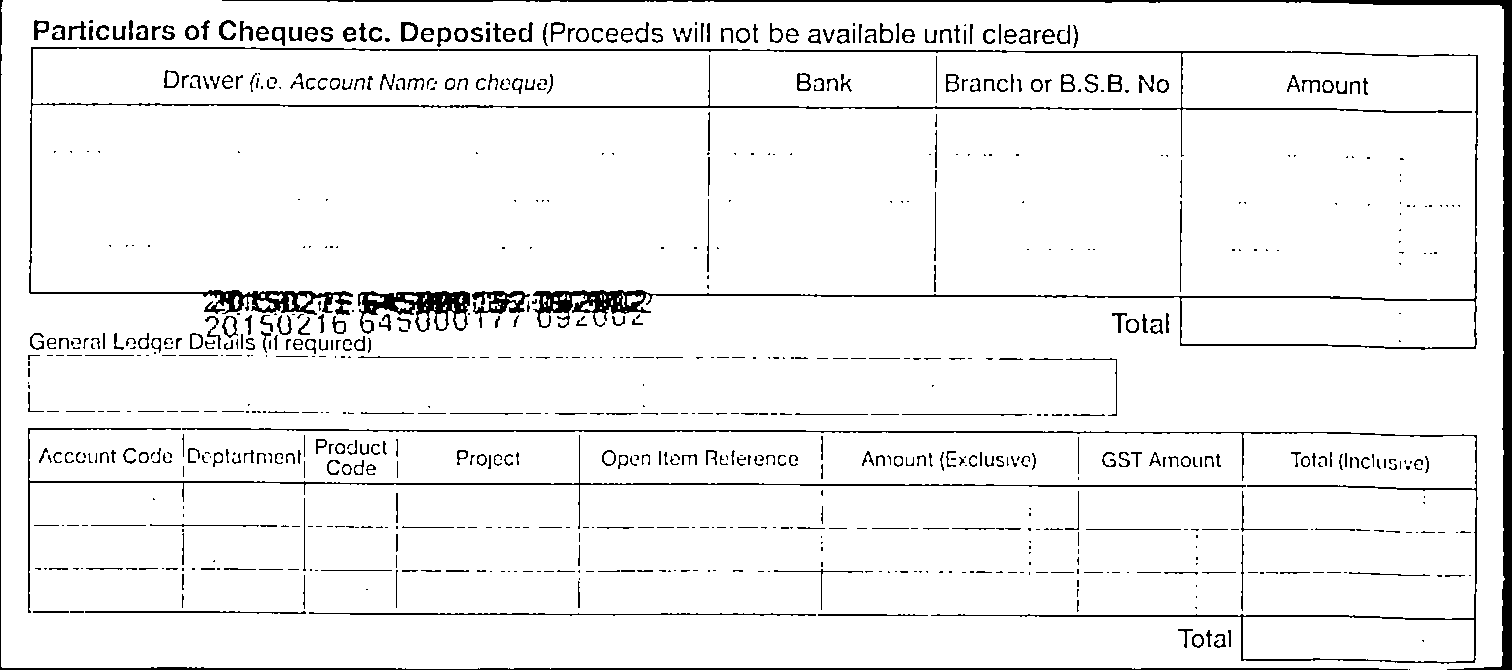 Particulars of Cheques etc. Deposited (Proceeds will not be available until cleared)
Drawer (i.e. Account Name on cheque) Bank Branch or B.S.B. No Amount
20150216 645000177 092002
Total
General Ledger Details (if required)
Account Code Deptartment Product Code Project Open Item Reference Amount (Exclusive) GST Amount Total (Inclusive)
Total